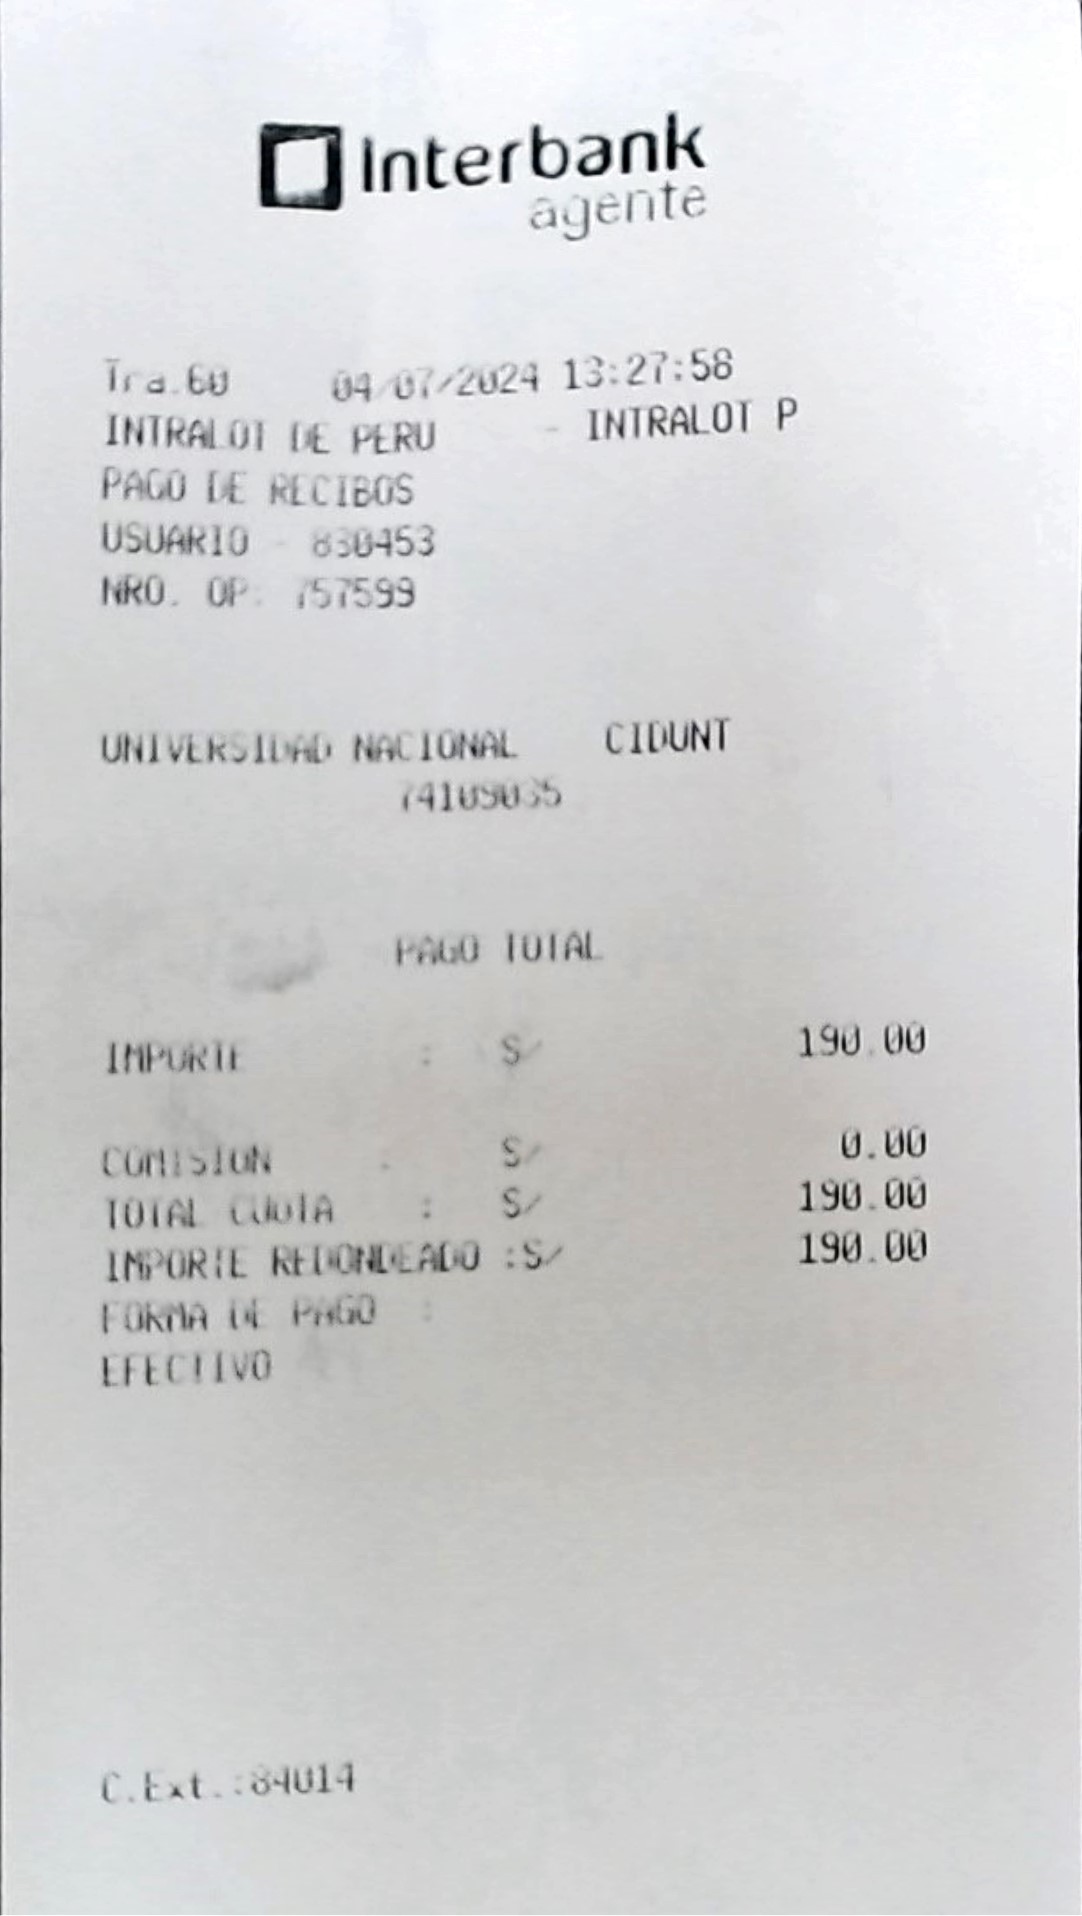 Interbank
agente
Tra.60 04/07/2024 13:27:58
INTRALOT DE PERU - INTRALOT P
PAGO DE RECIBOS
USUARIO - 830453
NRO. OP: 757599
UNIVERSIDAD NACIONAL CIDUNT
74109035
PAGO TOTAL
IMPORTE : S/ 190.00
COMISION : S/ 0.00
TOTAL CUOTA : S/ 190.00
IMPORTE REDONDEADO :S/ 190.00
FORMA DE PAGO :
EFECTIVO
C.Ext.:84014